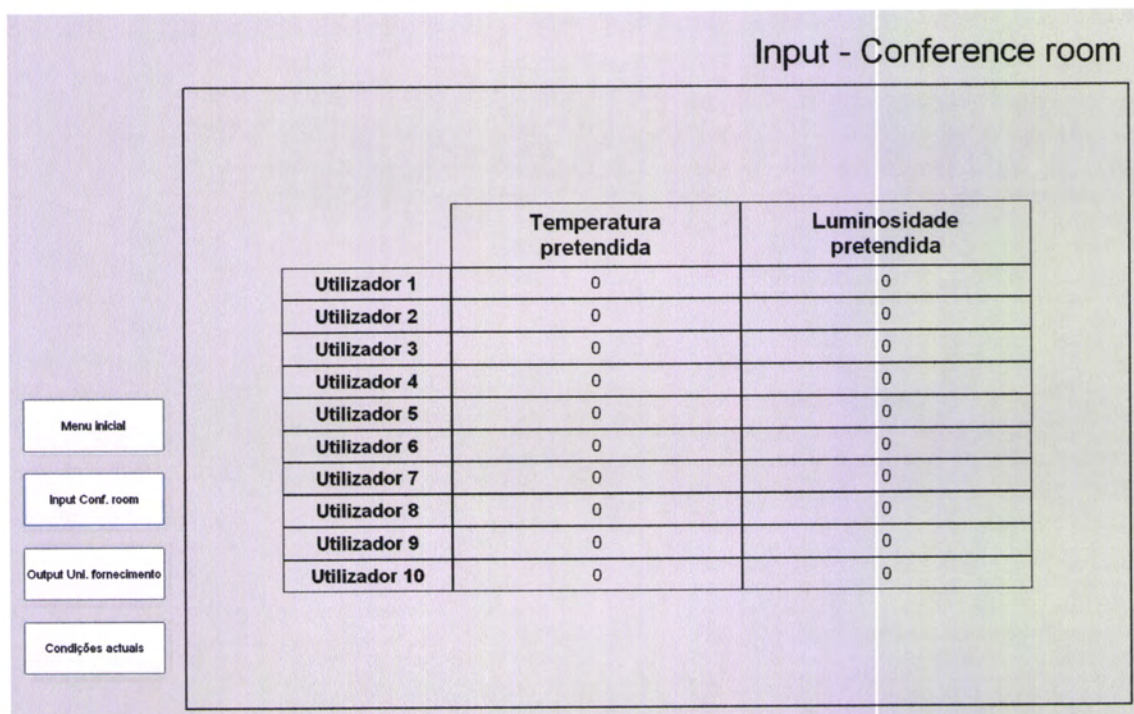 Input - Conference room
Temperatura pretendida
Luminosidade pretendida
Utilizador 1 0 0
Utilizador 2 0 0
Utilizador 3 0 0
Utilizador 4 0 0
Utilizador 5 0 0
Utilizador 6 0 0
Utilizador 7 0 0
Utilizador 8 0 0
Utilizador 9 0 0
Utilizador 10 0 0
Menu inicial
Input Conf. room
Output Uni. fornecimento
Condições actuais